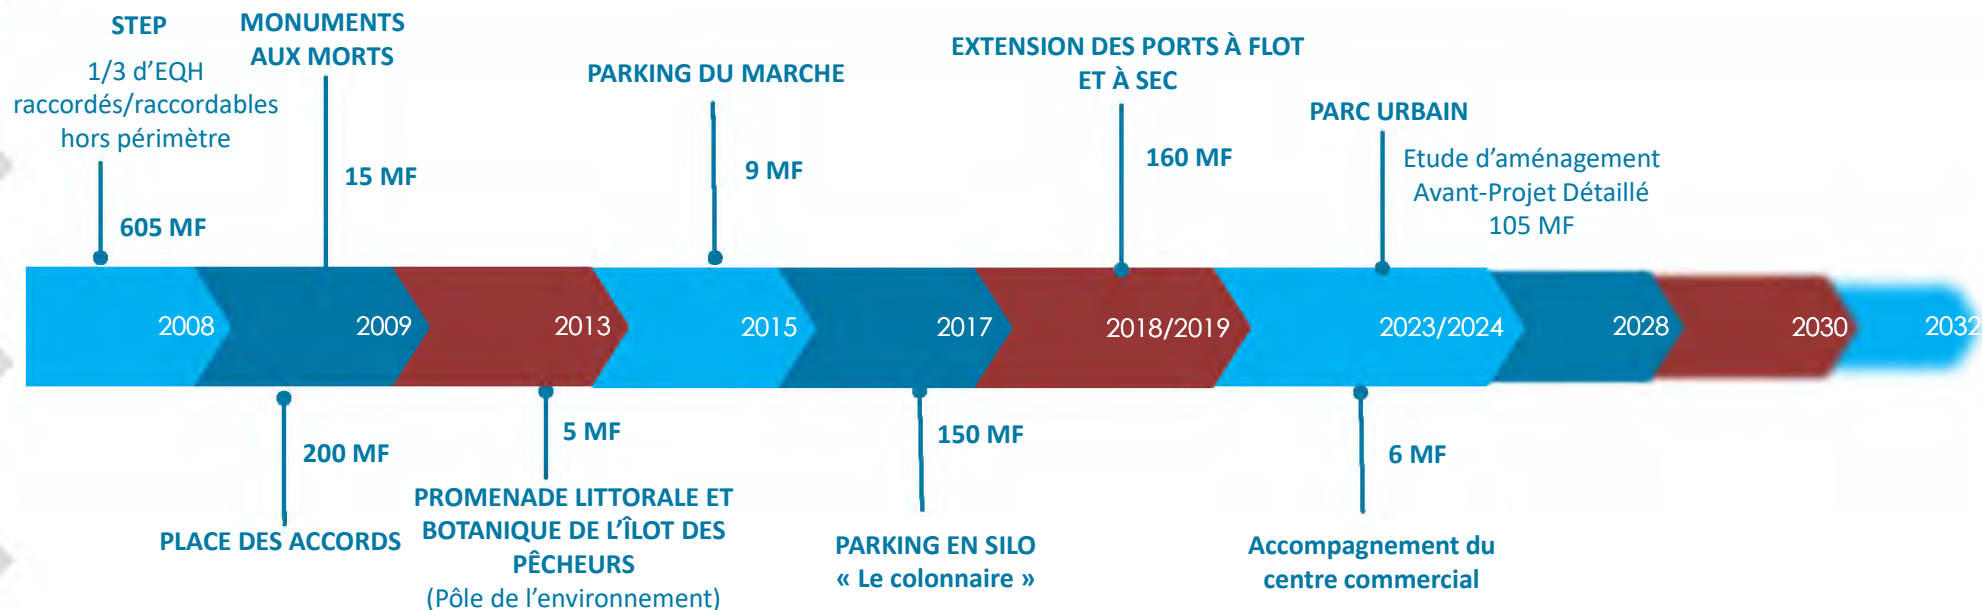 STEP
1/3 d’EQH
raccordés/raccordables
hors périmètre
605 MF
MONUMENTS
AUX MORTS
15 MF
PARKING DU MARCHE
9 MF
EXTENSION DES PORTS À FLOT
ET À SEC
160 MF
PARC URBAIN
Etude d’aménagement
Avant-Projet Détaillé
105 MF
2008
2009
2013
2015
2017
2018/2019
2023/2024
2028
2030
2032
200 MF
PLACE DES ACCORDS
5 MF
PROMENADE LITTORALE ET
BOTANIQUE DE L’ÎLOT DES
PÊCHEURS
(Pôle de l’environnement)
150 MF
PARKING EN SILO
« Le colonnaire »
6 MF
Accompagnement du
centre commercial